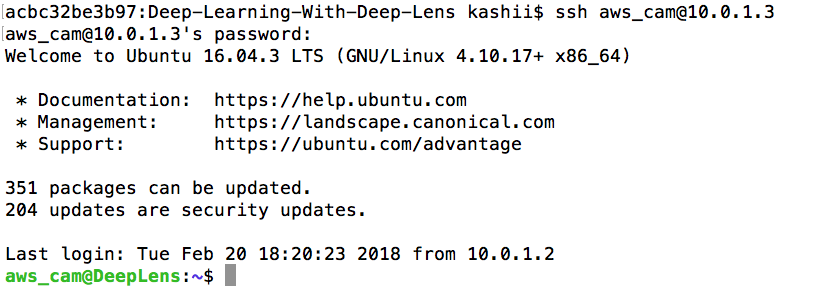 acbc32be3b97:Deep-Learning-With-Deep-Lens kashii$ ssh aws_cam@10.0.1.3
aws_cam@10.0.1.3's password:
Welcome to Ubuntu 16.04.3 LTS (GNU/Linux 4.10.17+ x86_64)
* Documentation:  https://help.ubuntu.com
* Management:     https://landscape.canonical.com
* Support:        https://ubuntu.com/advantage
351 packages can be updated.
204 updates are security updates.
Last login: Tue Feb 20 18:20:23 2018 from 10.0.1.2
aws_cam@DeepLens:~$